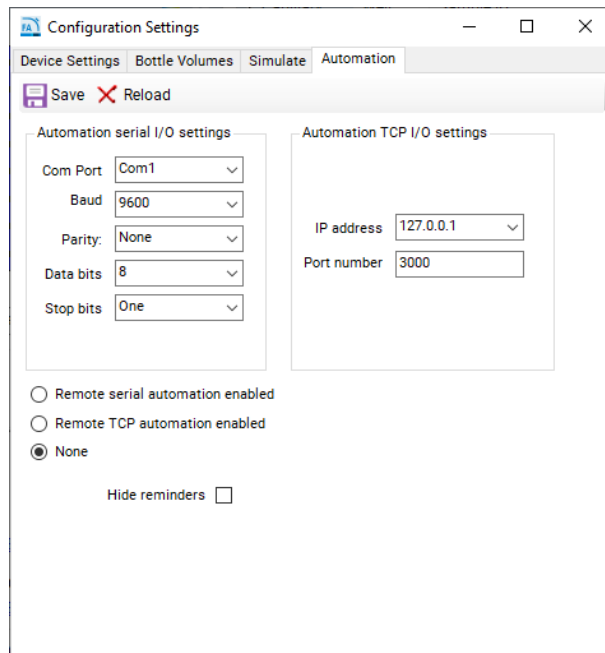 FA Configuration Settings
Device Settings Bottle Volumes Simulate Automation
Save Reload
Automation serial I/O settings
Com Port Com1
Baud 9600
Parity: None
Data bits 8
Stop bits One
Automation TCP I/O settings
IP address 127.0.0.1
Port number 3000
Remote serial automation enabled
Remote TCP automation enabled
None
Hide reminders